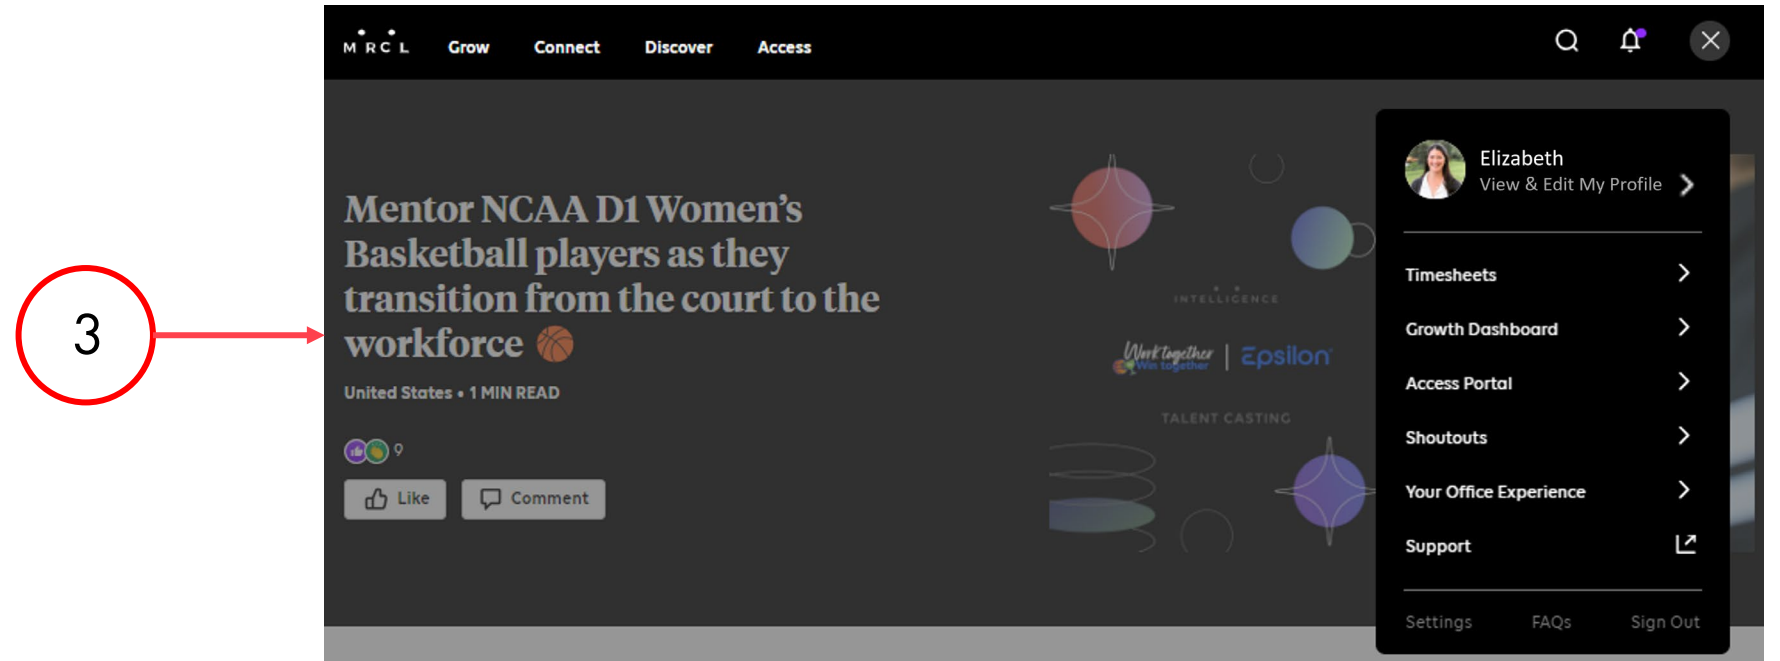 MRCL
Grow
Connect
Discover
Access
Elizabeth
View & Edit My Profile
Mentor NCAA D1 Women’s
Basketball players as they
transition from the court to the
workforce
United States • 1 MIN READ
9
Like
Comment
INTELLIGENCE
Work together
Win together
Epsilon
TALENT CASTING
Timesheets
Growth Dashboard
Access Portal
Shoutouts
Your Office Experience
Support
Settings
FAQs
Sign Out
3